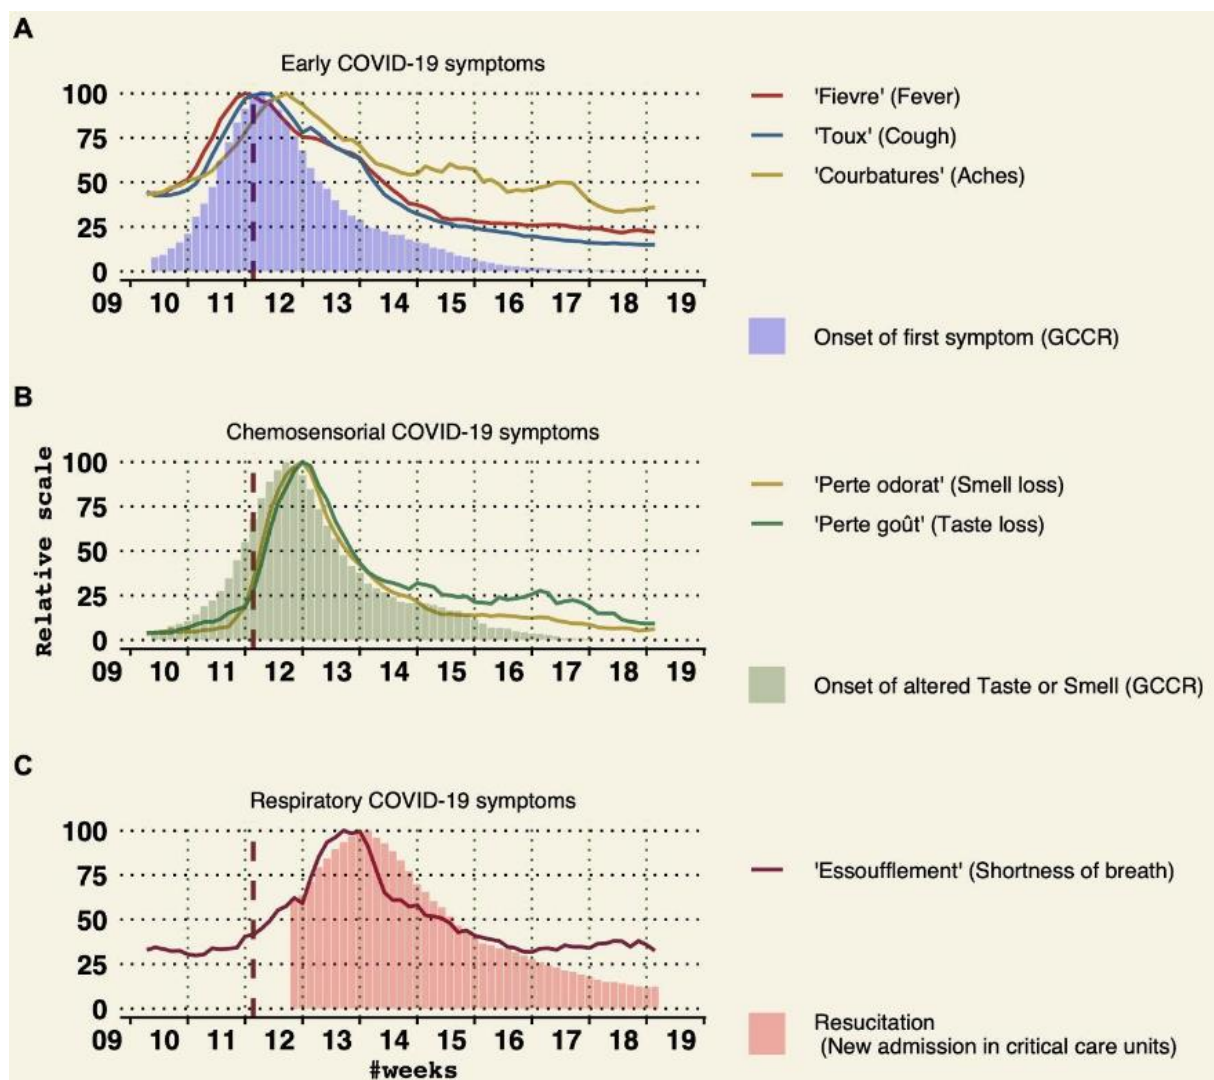 A
Early COVID-19 symptoms
100
75
50
25
0
09 10 11 12 13 14 15 16 17 18 19
'Fievre' (Fever)
'Toux' (Cough)
'Courbatures' (Aches)
Onset of first symptom (GCCR)
B
Chemosensorial COVID-19 symptoms
Relative scale
100
75
50
25
0
09 10 11 12 13 14 15 16 17 18 19
'Perte odorat' (Smell loss)
'Perte goût' (Taste loss)
Onset of altered Taste or Smell (GCCR)
C
Respiratory COVID-19 symptoms
100
75
50
25
0
09 10 11 12 13 14 15 16 17 18 19
#weeks
'Essoufflement' (Shortness of breath)
Resucitation
(New admission in critical care units)